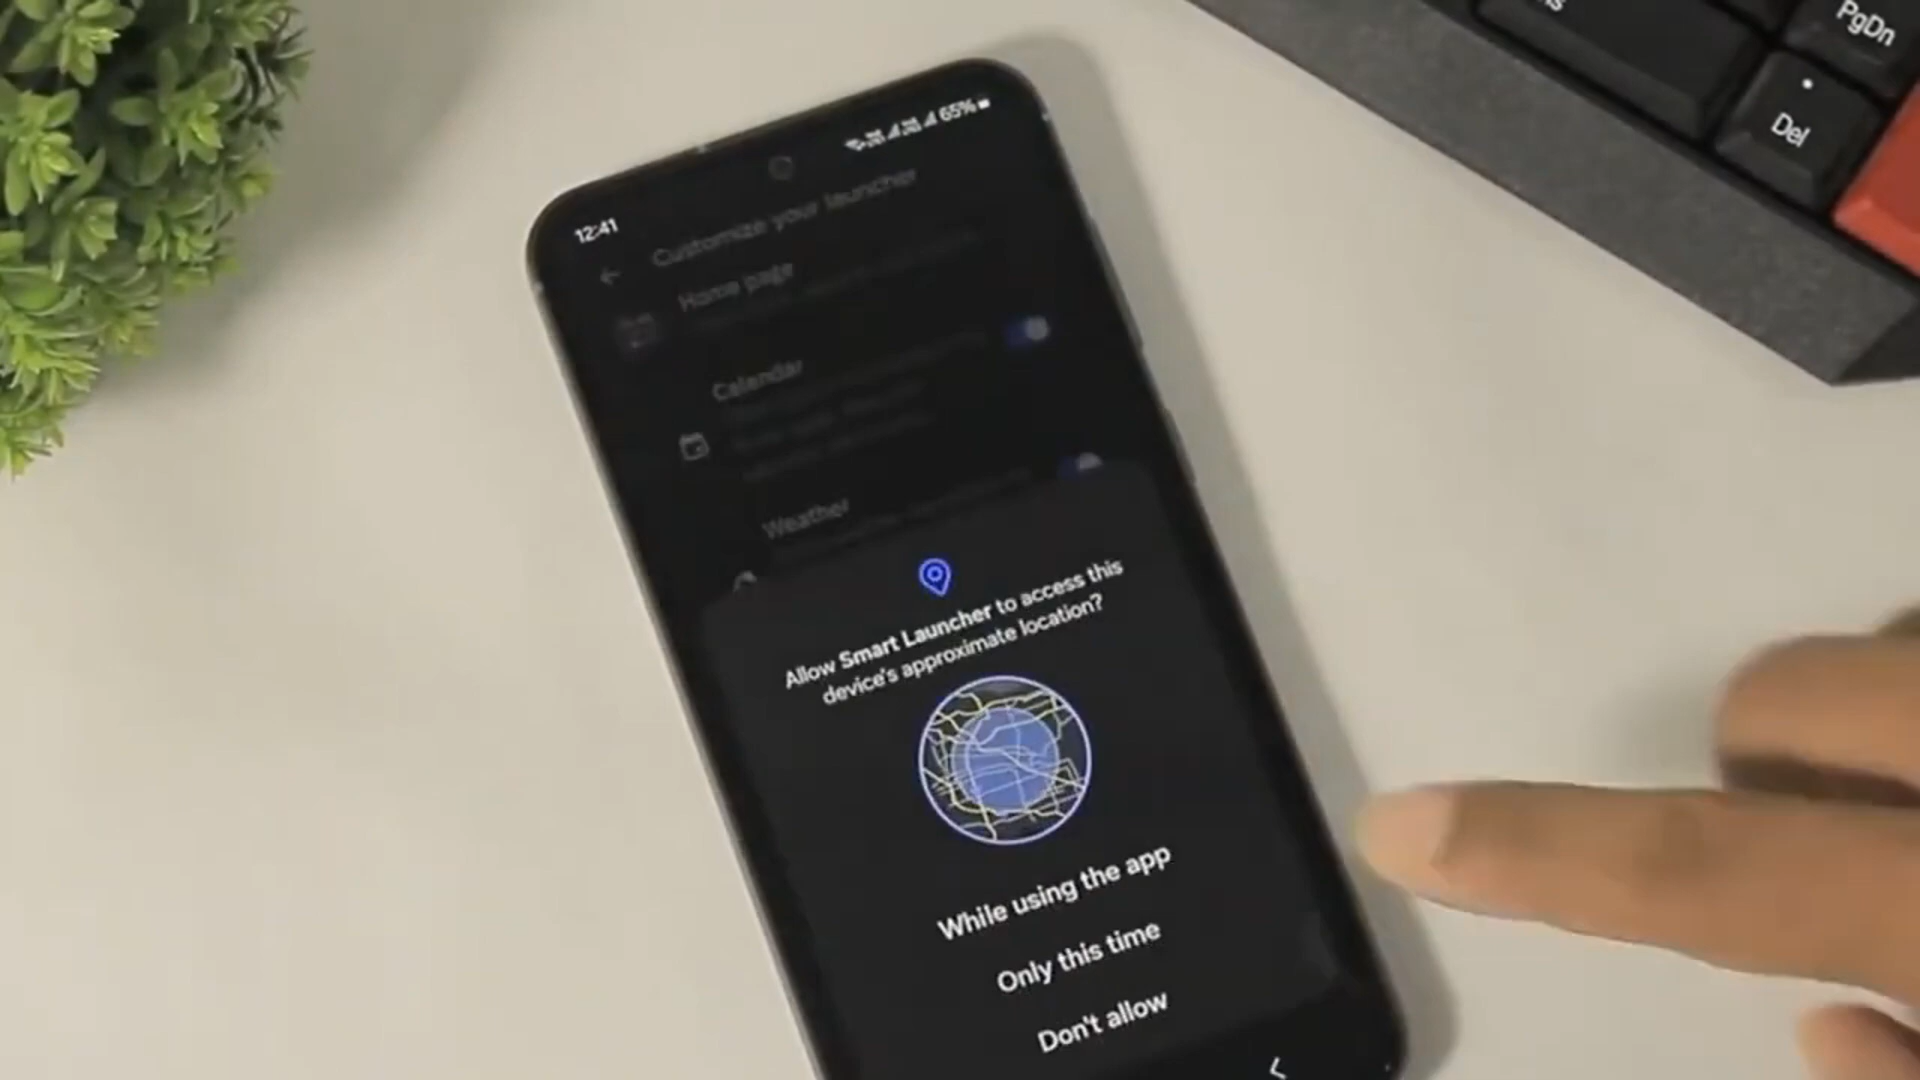 PgDn
Del
65%
12:41
Customize your launcher
Home page
Calendar
Weather
Allow Smart Launcher to access this
device's approximate location?
While using the app
Only this time
Don't allow